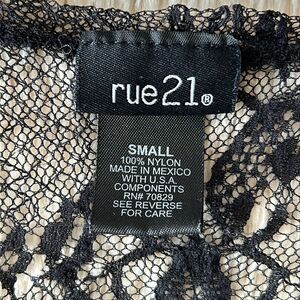 rue21®
SMALL
100% NYLON
MADE IN MEXICO
WITH U.S.A.
COMPONENTS
RN# 70829
SEE REVERSE
FOR CARE